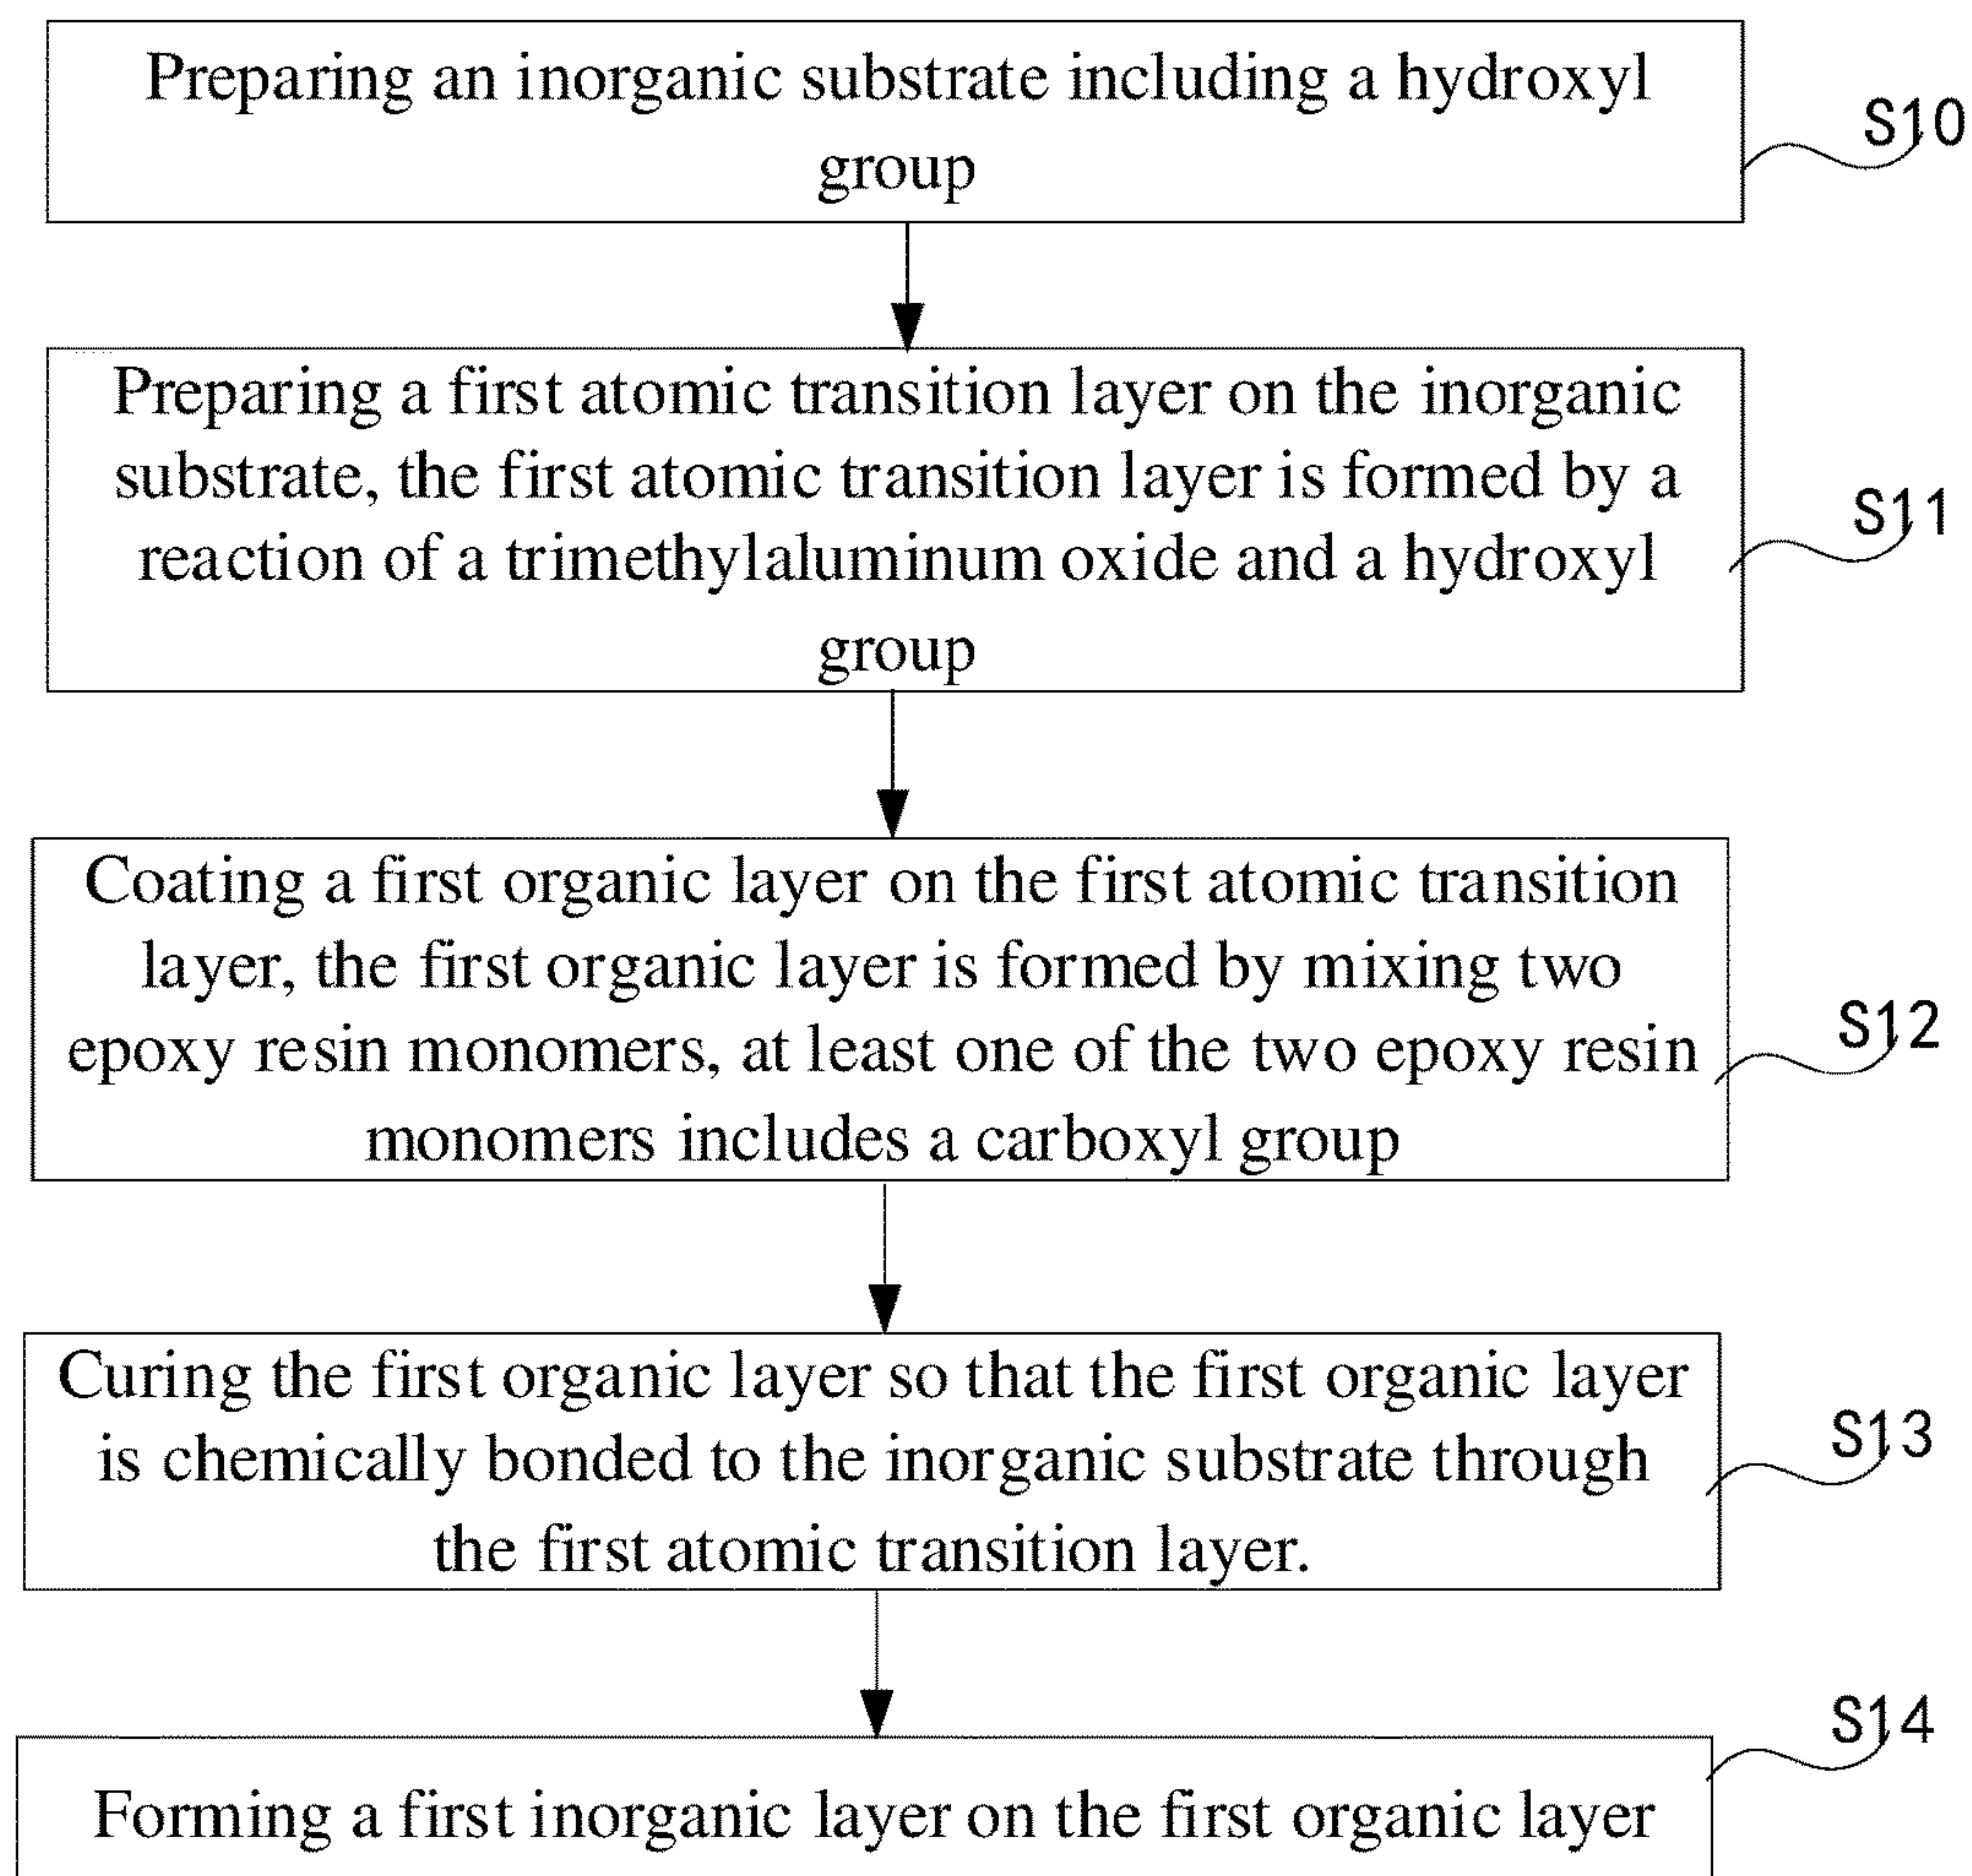 Preparing an inorganic substrate including a hydroxyl
group
S10
Preparing a first atomic transition layer on the inorganic
substrate, the first atomic transition layer is formed by a
reaction of a trimethylaluminum oxide and a hydroxyl
group
S11
Coating a first organic layer on the first atomic transition
layer, the first organic layer is formed by mixing two
epoxy resin monomers, at least one of the two epoxy resin
monomers includes a carboxyl group
S12
Curing the first organic layer so that the first organic layer
is chemically bonded to the inorganic substrate through
the first atomic transition layer.
S13
S14
Forming a first inorganic layer on the first organic layer